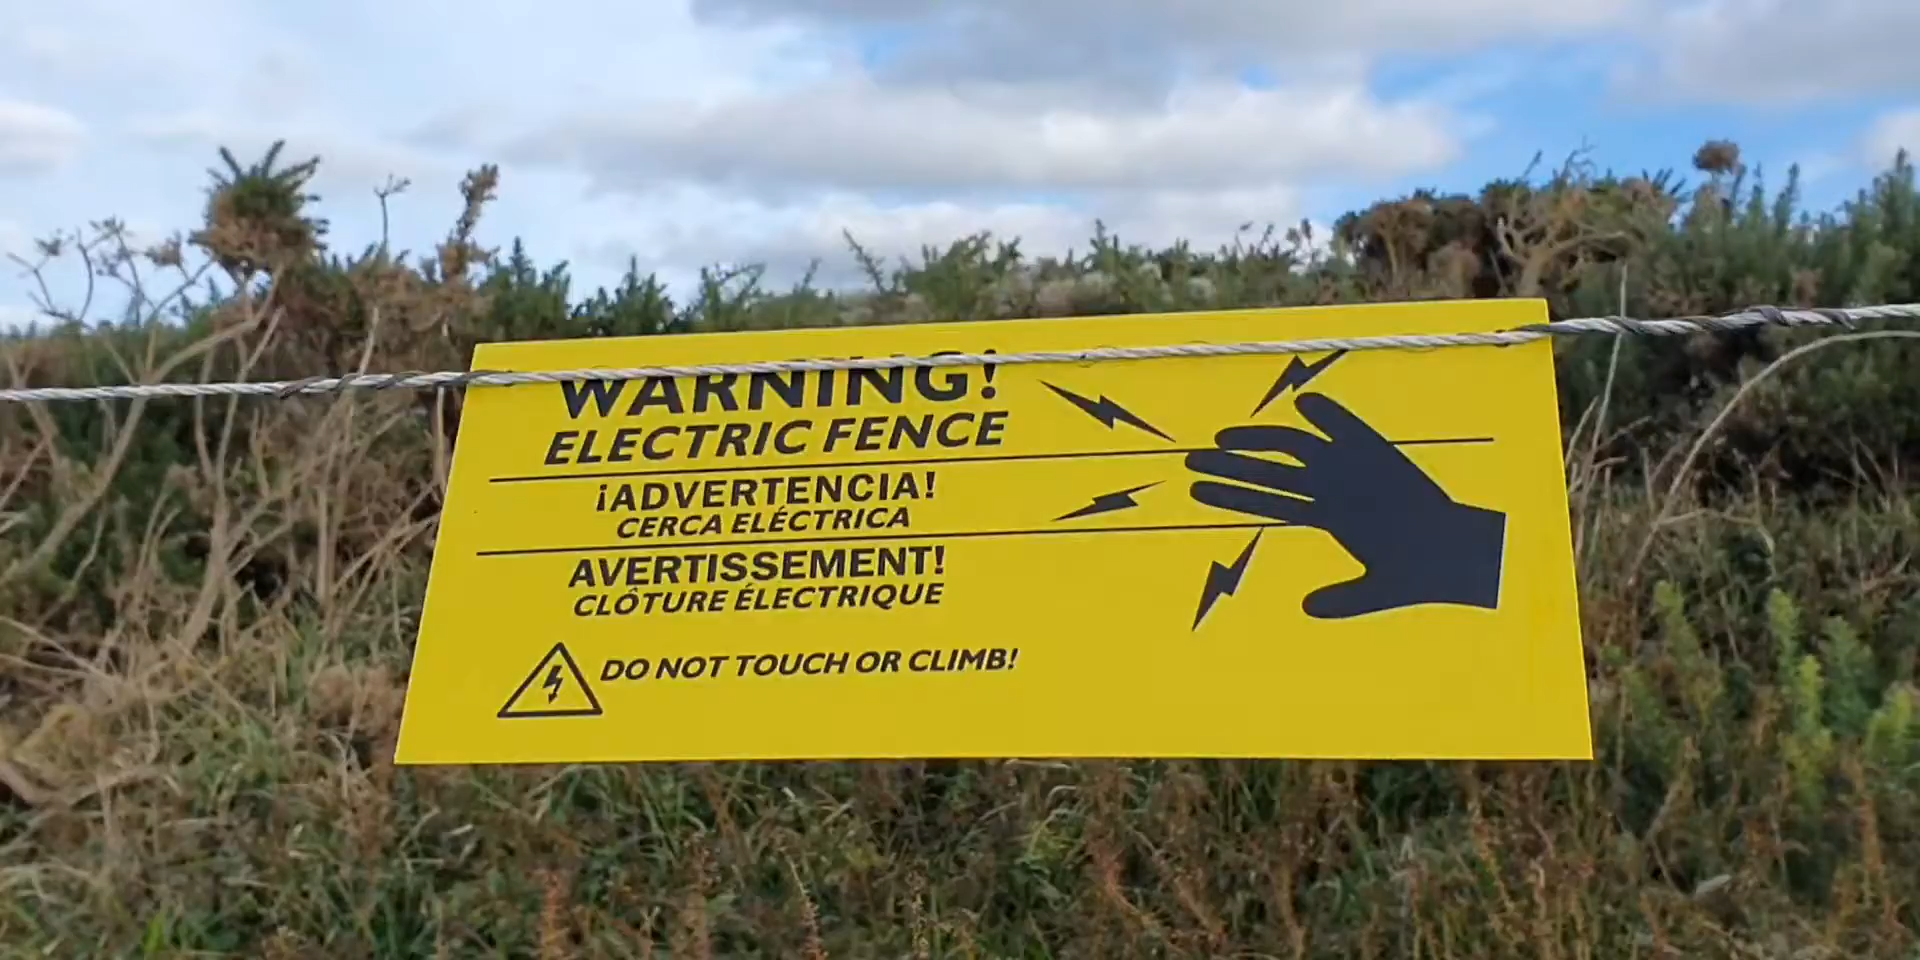 WARNING!
ELECTRIC FENCE
¡ADVERTENCIA!
CERCA ELÉCTRICA
AVERTISSEMENT!
CLÔTURE ÉLECTRIQUE
DO NOT TOUCH OR CLIMB!